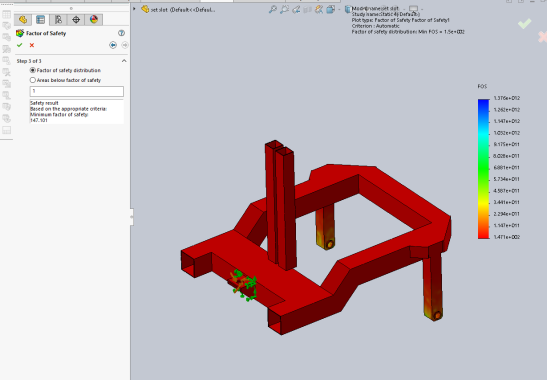 Factor of Safety
Step 3 of 3
Factor of safety distribution
Areas below factor of safety
1
Safety result
Based on the appropriate criteria:
Minimum factor of safety:
147.101
set slot (Default<<Defaul...
Model name:set slot
Study name:Static 4(-Default-)
Plot type: Factor of Safety Factor of Safety1
Criterion : Automatic
Factor of safety distribution: Min FOS = 1.5e+002
FOS
1.376e+012
1.262e+012
1.147e+012
1.032e+012
9.175e+011
8.028e+011
6.881e+011
5.734e+011
4.587e+011
3.441e+011
2.294e+011
1.147e+011
1.471e+002